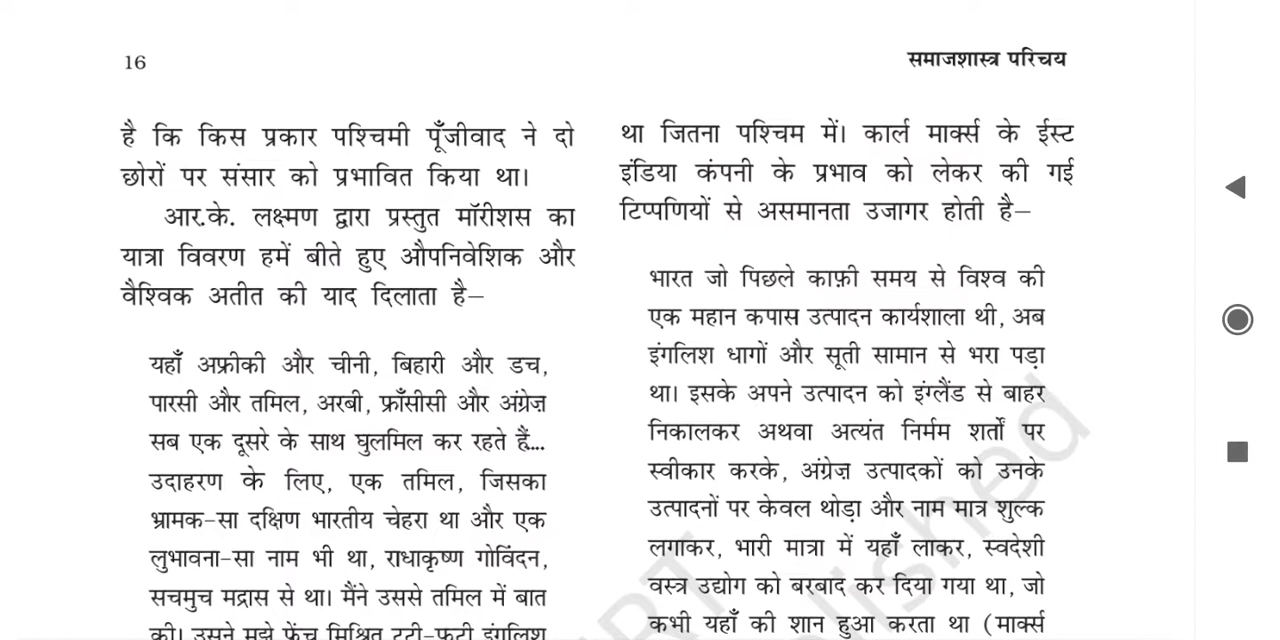 16
समाजशास्त्र परिचय
है कि किस प्रकार पश्चिमी पूँजीवाद ने दो
छोरों पर संसार को प्रभावित किया था।
आर.के. लक्ष्मण द्वारा प्रस्तुत मॉरीशस का
यात्रा विवरण हमें बीते हुए औपनिवेशिक और
वैश्विक अतीत की याद दिलाता है–
यहाँ अफ्रीकी और चीनी, बिहारी और डच,
पारसी और तमिल, अरबी, फ्राँसीसी और अंग्रेज़
सब एक दूसरे के साथ घुलमिल कर रहते हैं...
उदाहरण के लिए, एक तमिल, जिसका
भ्रामक-सा दक्षिण भारतीय चेहरा था और एक
लुभावना-सा नाम भी था, राधाकृष्ण गोविंदन,
सचमुच मद्रास से था। मैंने उससे तमिल में बात
की। उसने मुझे फ्रेंच मिश्रित टूटी-फूटी इंगलिश
था जितना पश्चिम में। कार्ल मार्क्स के ईस्ट
इंडिया कंपनी के प्रभाव को लेकर की गई
टिप्पणियों से असमानता उजागर होती है–
भारत जो पिछले काफ़ी समय से विश्व की
एक महान कपास उत्पादन कार्यशाला थी, अब
इंगलिश धागों और सूती सामान से भरा पड़ा
था। इसके अपने उत्पादन को इंग्लैंड से बाहर
निकालकर अथवा अत्यंत निर्मम शर्तों पर
स्वीकार करके, अंग्रेज़ उत्पादकों को उनके
उत्पादनों पर केवल थोड़ा और नाम मात्र शुल्क
लगाकर, भारी मात्रा में यहाँ लाकर, स्वदेशी
वस्त्र उद्योग को बरबाद कर दिया गया था, जो
कभी यहाँ की शान हुआ करता था (मार्क्स